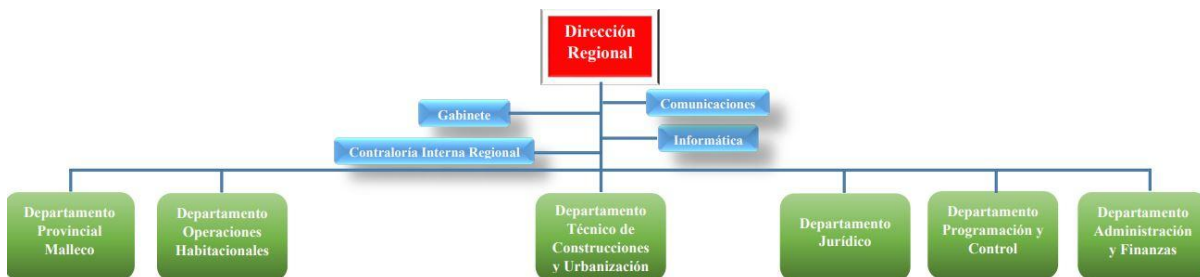 Dirección
Regional
Comunicaciones
Gabinete
Informática
Contraloría Interna Regional
Departamento
Provincial
Malleco
Departamento
Operaciones
Habitacionales
Departamento
Técnico de
Construcciones
y Urbanización
Departamento
Jurídico
Departamento
Programación y
Control
Departamento
Administración
y Finanzas